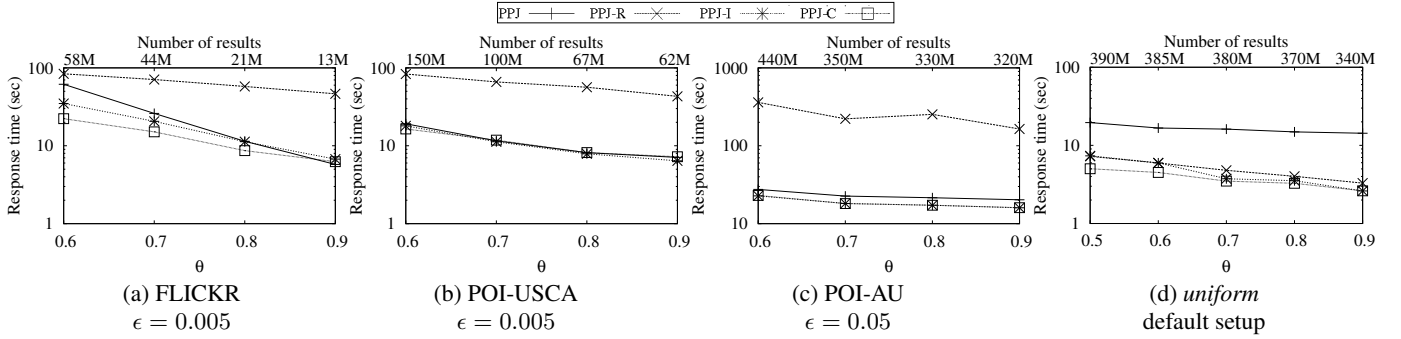 PPJ PPJ-R PPJ-I PPJ-C
Number of results
58M 44M 21M 13M
Response time (sec)
100
10
1
0.6 0.7 0.8 0.9
θ
(a) FLICKR
ϵ = 0.005
Number of results
150M 100M 67M 62M
Response time (sec)
100
10
1
0.6 0.7 0.8 0.9
θ
(b) POI-USCA
ϵ = 0.005
Number of results
440M 350M 330M 320M
Response time (sec)
1000
100
10
0.6 0.7 0.8 0.9
θ
(c) POI-AU
ϵ = 0.05
Number of results
390M 385M 380M 370M 340M
Response time (sec)
100
10
1
0.5 0.6 0.7 0.8 0.9
θ
(d) uniform
default setup